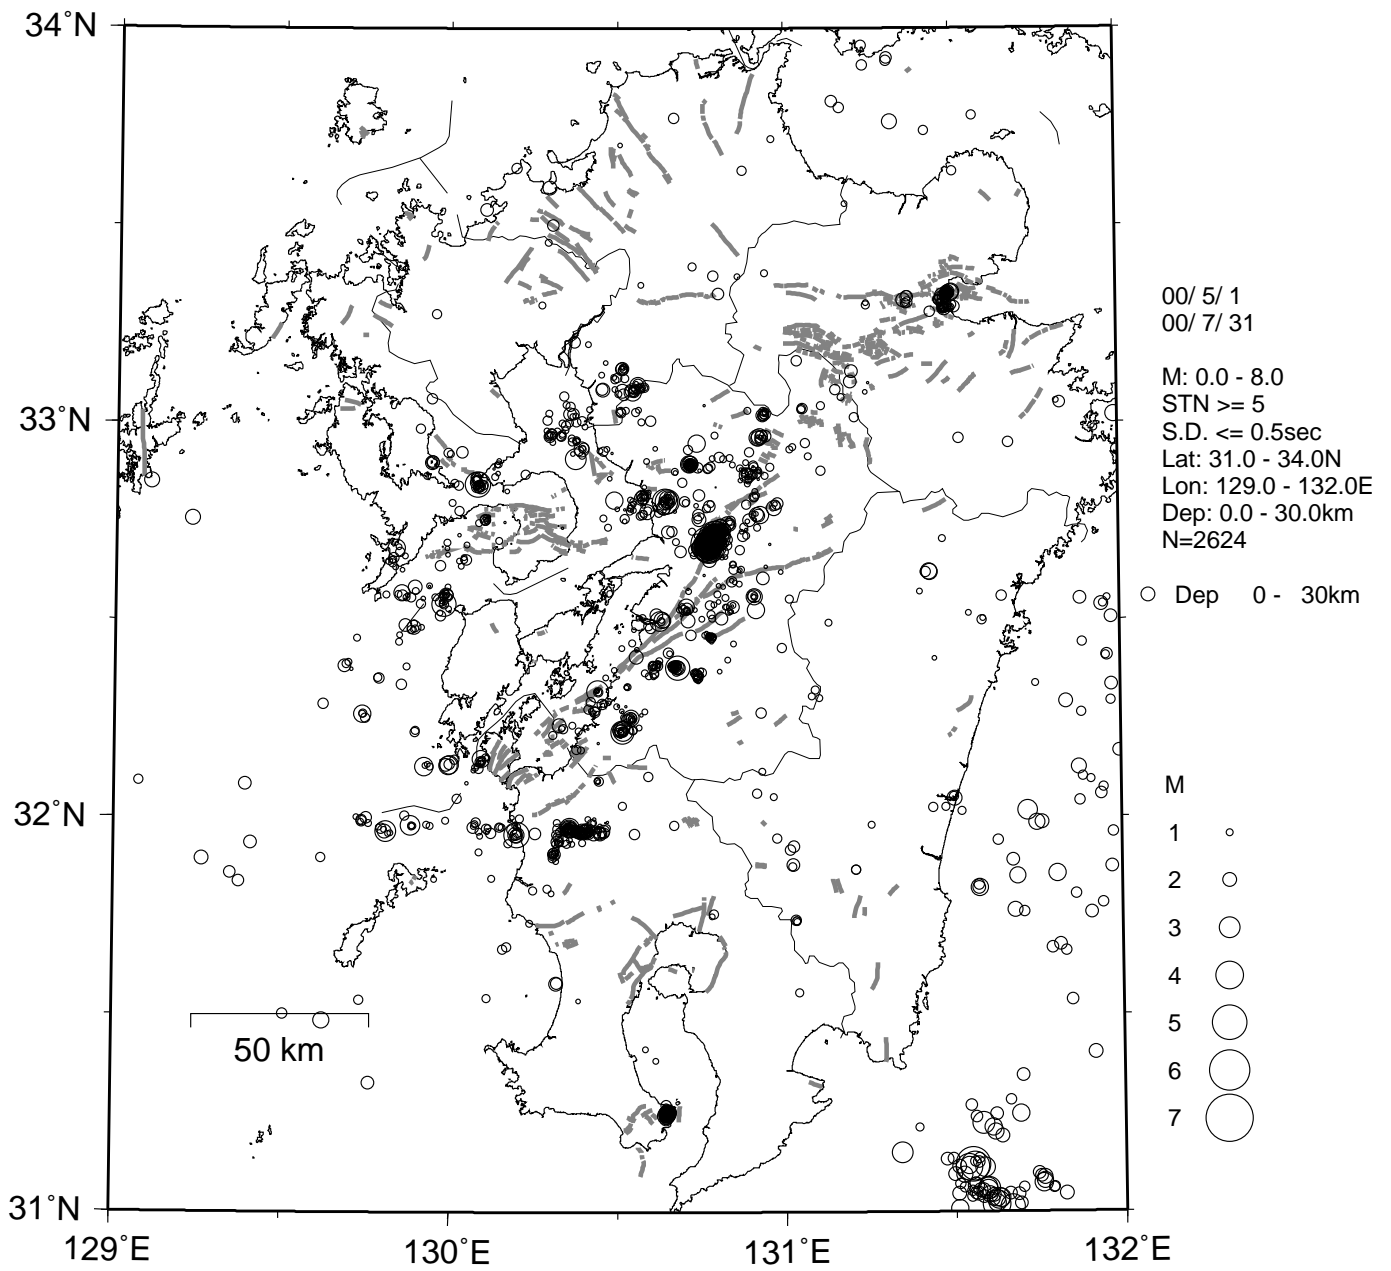 34°N
33°N
32°N
31°N
129°E
130°E
131°E
132°E
50 km
00/ 5/ 1
00/ 7/ 31
M: 0.0 - 8.0
STN >= 5
S.D. <= 0.5sec
Lat: 31.0 - 34.0N
Lon: 129.0 - 132.0E
Dep: 0.0 - 30.0km
N=2624
Dep 0 - 30km
M
1
2
3
4
5
6
7